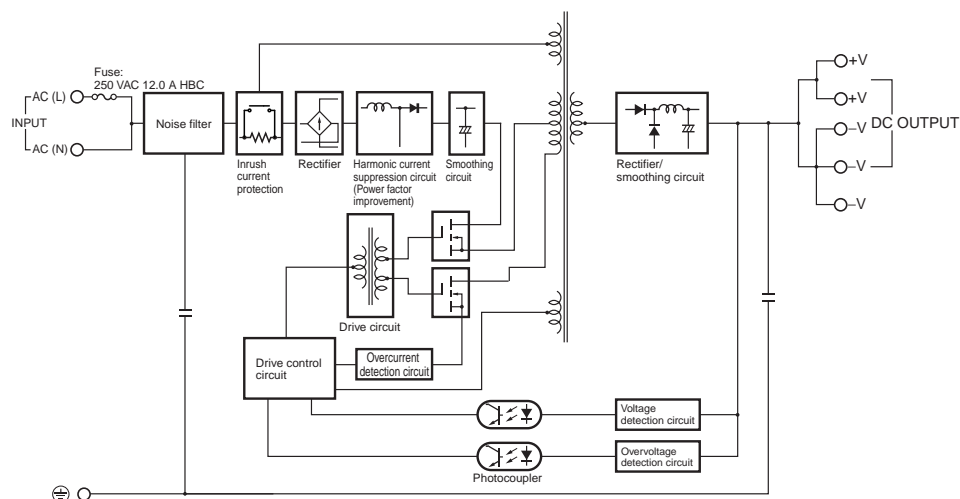 Fuse:
250 VAC 12.0 A HBC
AC (L)
INPUT
AC (N)
Noise filter
Inrush
current
protection
Rectifier
Harmonic current
suppression circuit
(Power factor
improvement)
Smoothing
circuit
Rectifier/
smoothing circuit
+V
+V
–V
DC OUTPUT
–V
–V
Drive circuit
Drive control
circuit
Overcurrent
detection circuit
Voltage
detection circuit
Overvoltage
detection circuit
Photocoupler